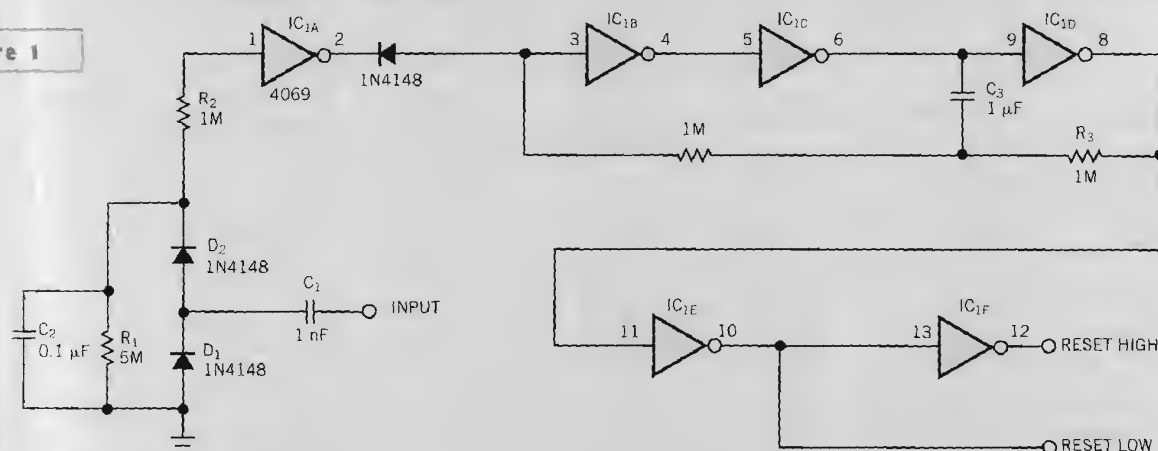 re 1
IC1A
1
2
4069
1N4148
R2
1M
IC1B
3
4
IC1C
5
6
IC1D
9
8
C3
1 µF
1M
R3
1M
D2
1N4148
C1
1 nF
INPUT
C2
0.1 µF
R1
5M
D1
1N4148
IC1E
11
10
IC1F
13
12
RESET HIGH
RESET LOW